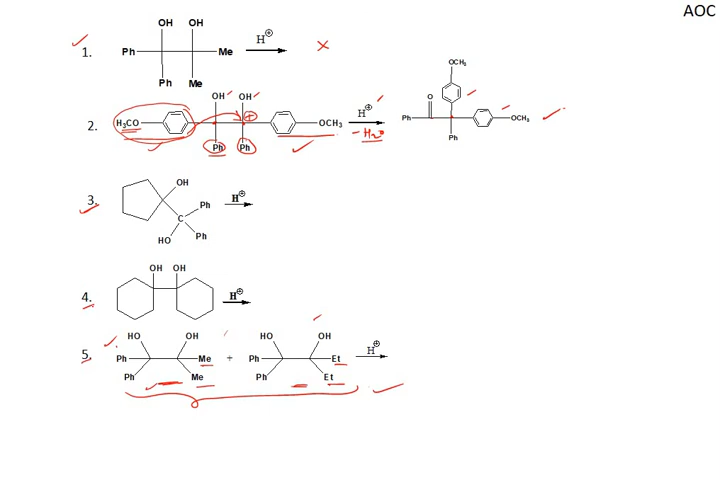 AOC
OH OH
1. Ph Me H⊕ ×
Ph Me
OCH₃
OH OH ⊕ H⊕ O
2. H₃CO OCH₃ - H₂O Ph OCH₃
Ph Ph Ph
OH
3. Ph H⊕
C
HO Ph
OH OH
4. H⊕
HO OH HO OH
5. Ph Me + Ph Et H⊕
Ph Me Ph Et